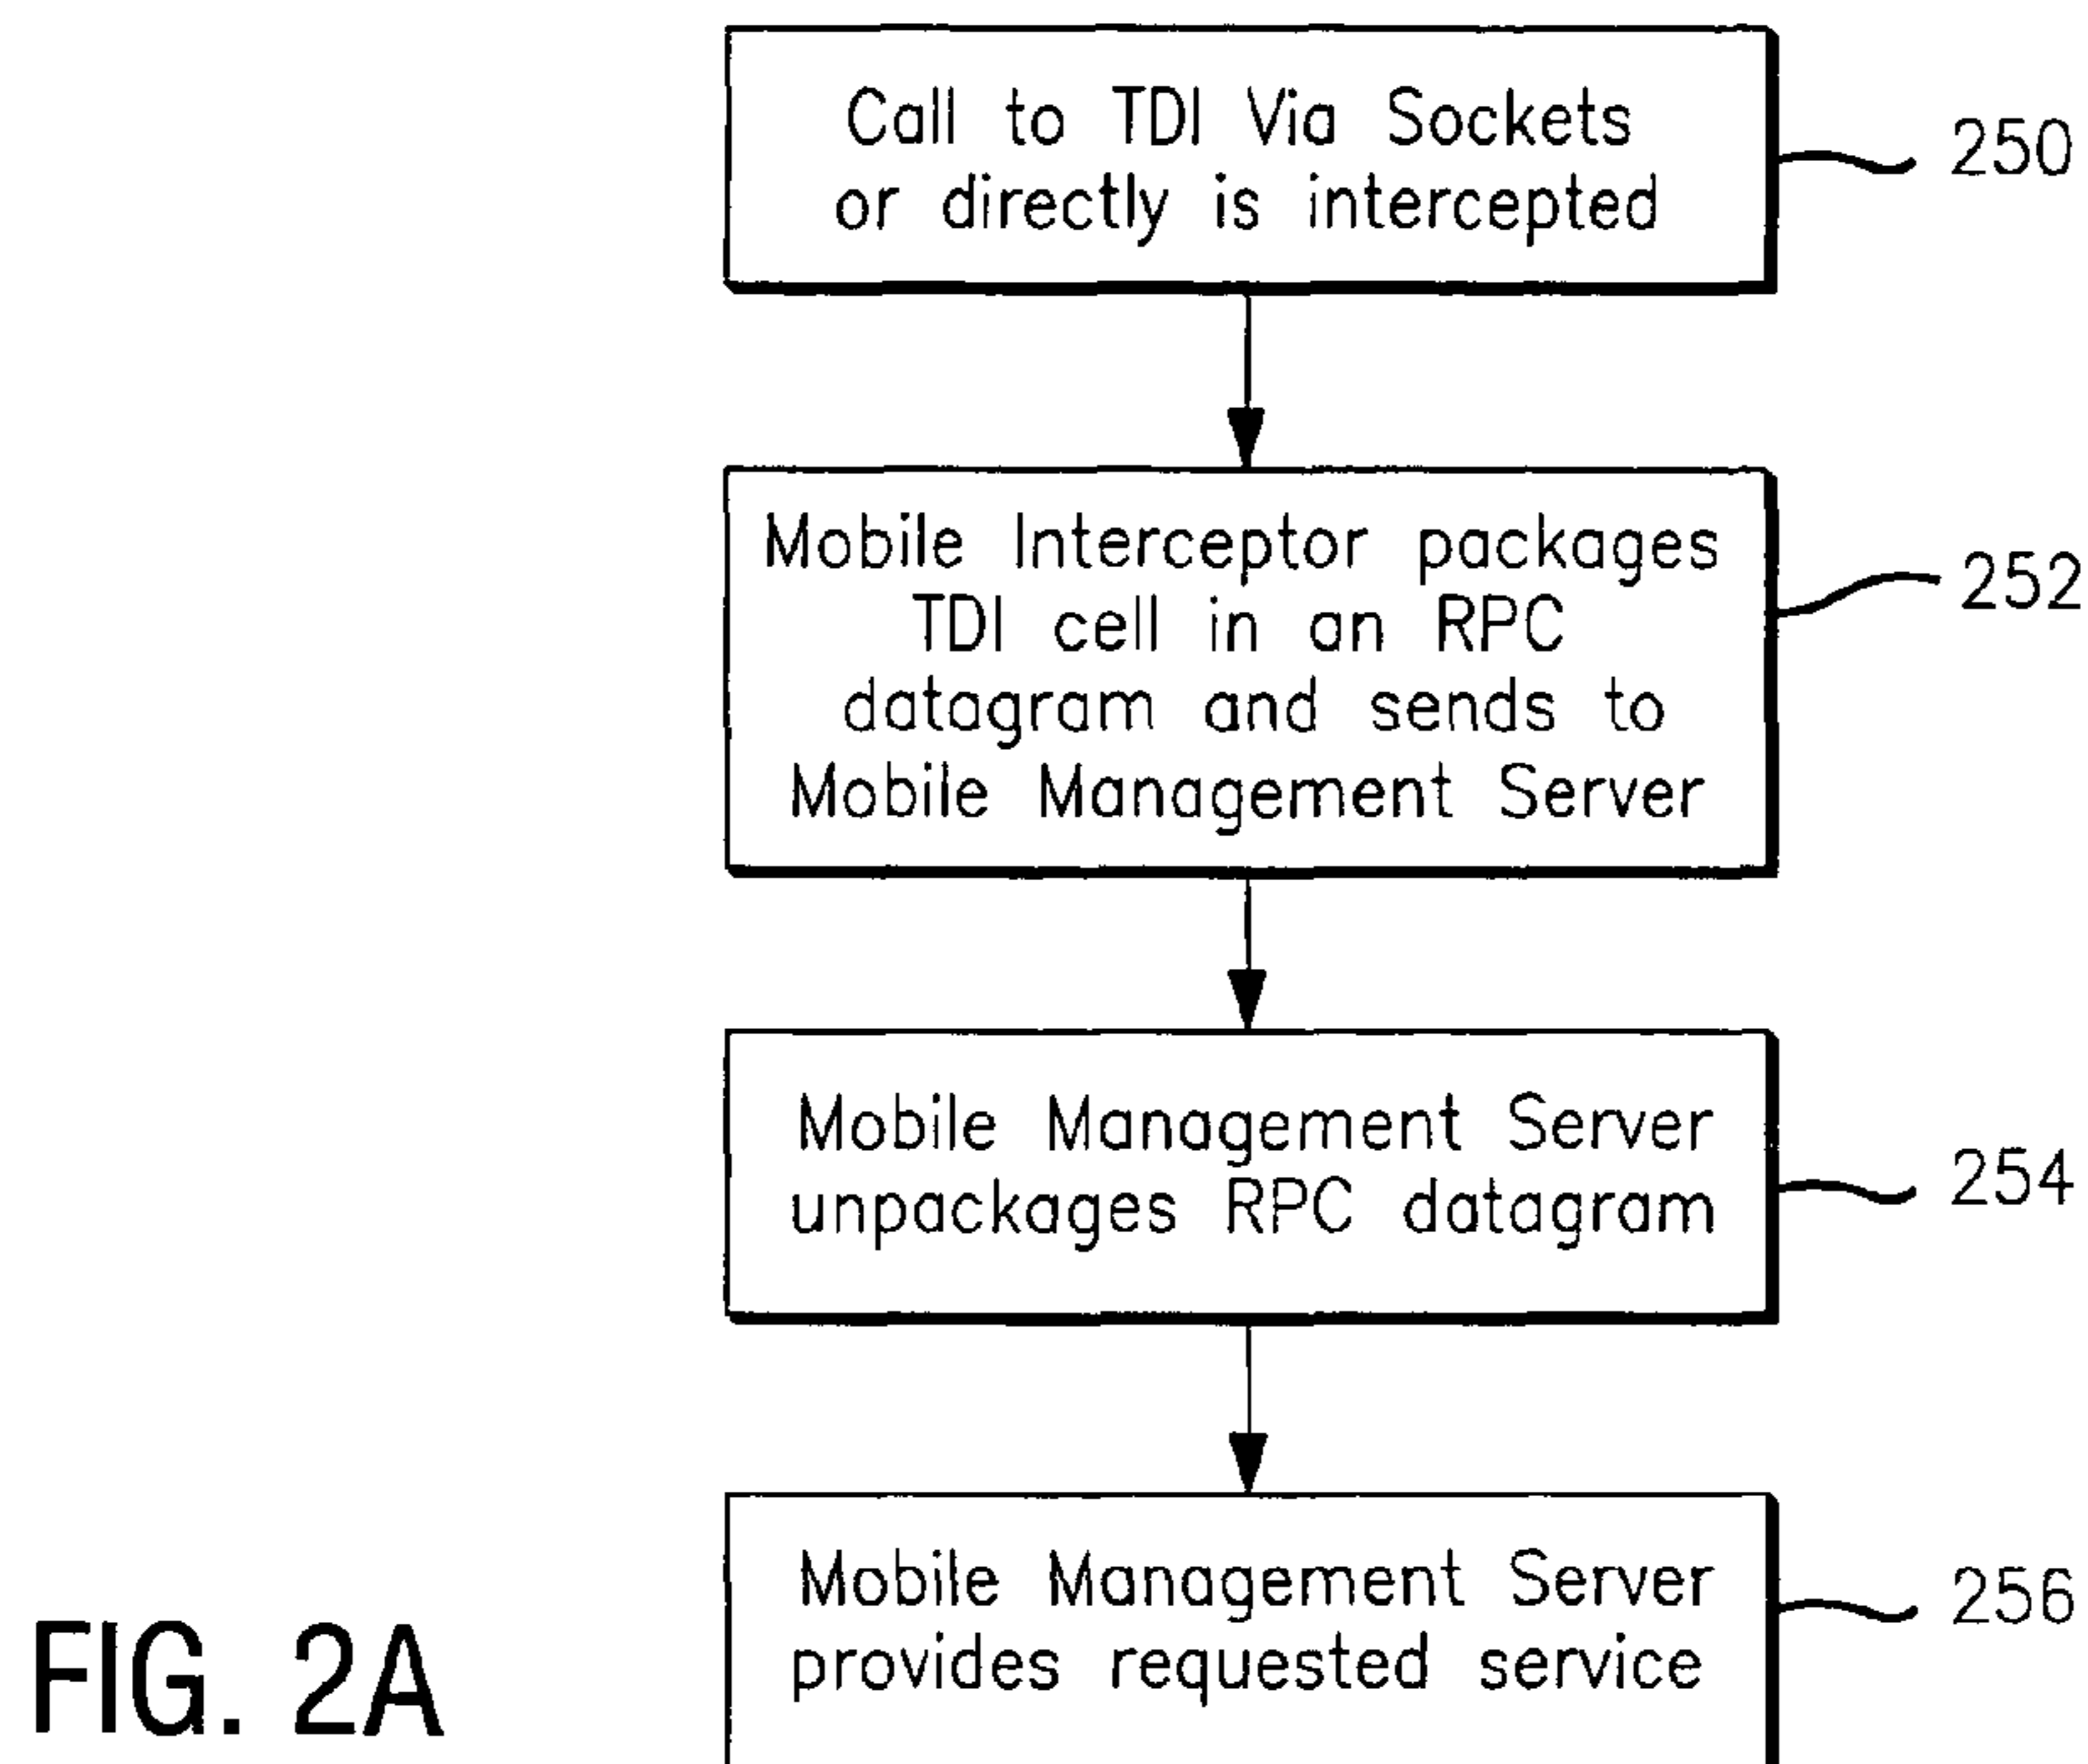 Call to TDI Via Sockets
or directly is intercepted
250
Mobile Interceptor packages
TDI cell in an RPC
datagram and sends to
Mobile Management Server
252
Mobile Management Server
unpackages RPC datagram
254
Mobile Management Server
provides requested service
256
FIG. 2A